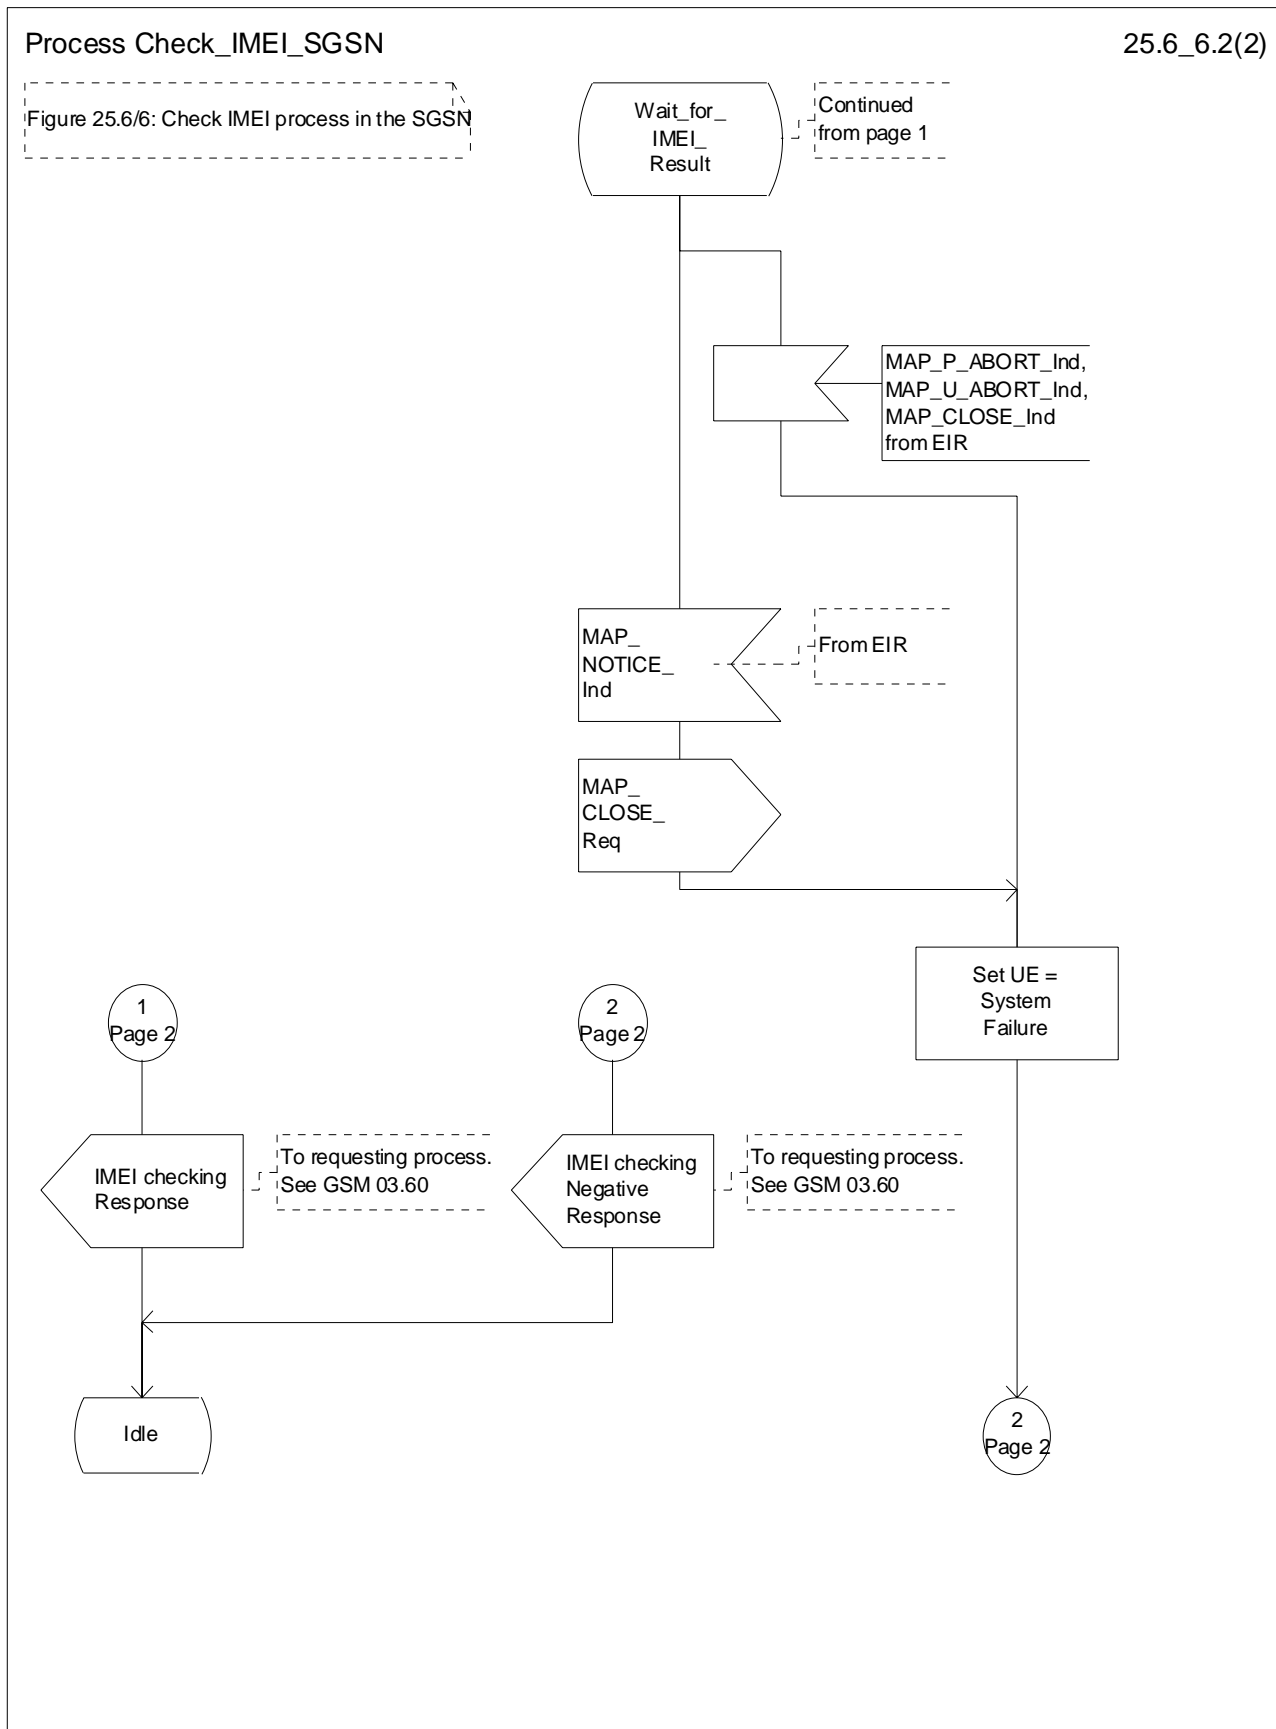 Process Check_IMEI_SGSN
25.6_6.2(2)
Figure 25.6/6: Check IMEI process in the SGSN
Wait_for_
IMEI_
Result
Continued
from page 1
MAP_P_ABORT_Ind,
MAP_U_ABORT_Ind,
MAP_CLOSE_Ind
from EIR
MAP_
NOTICE_
Ind
From EIR
MAP_
CLOSE_
Req
Set UE =
System
Failure
1
Page 2
2
Page 2
IMEI checking
Response
To requesting process.
See GSM 03.60
IMEI checking
Negative
Response
To requesting process.
See GSM 03.60
Idle
2
Page 2